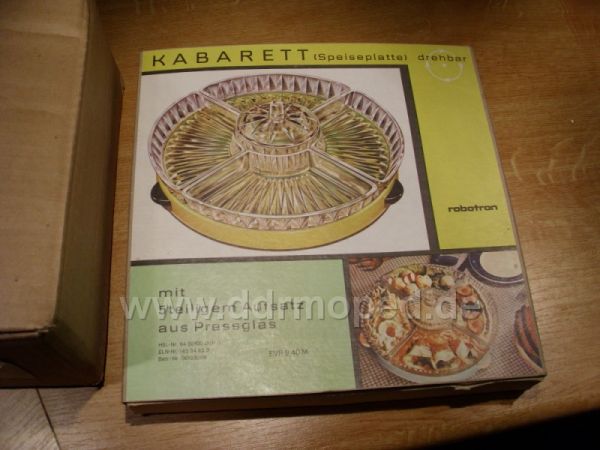 KABARETT (Speiseplatte) drehbar
robotron
mit
5teiligem Aufsatz
aus Pressglas
EVP 9,40 M
www.ddrmoped.de